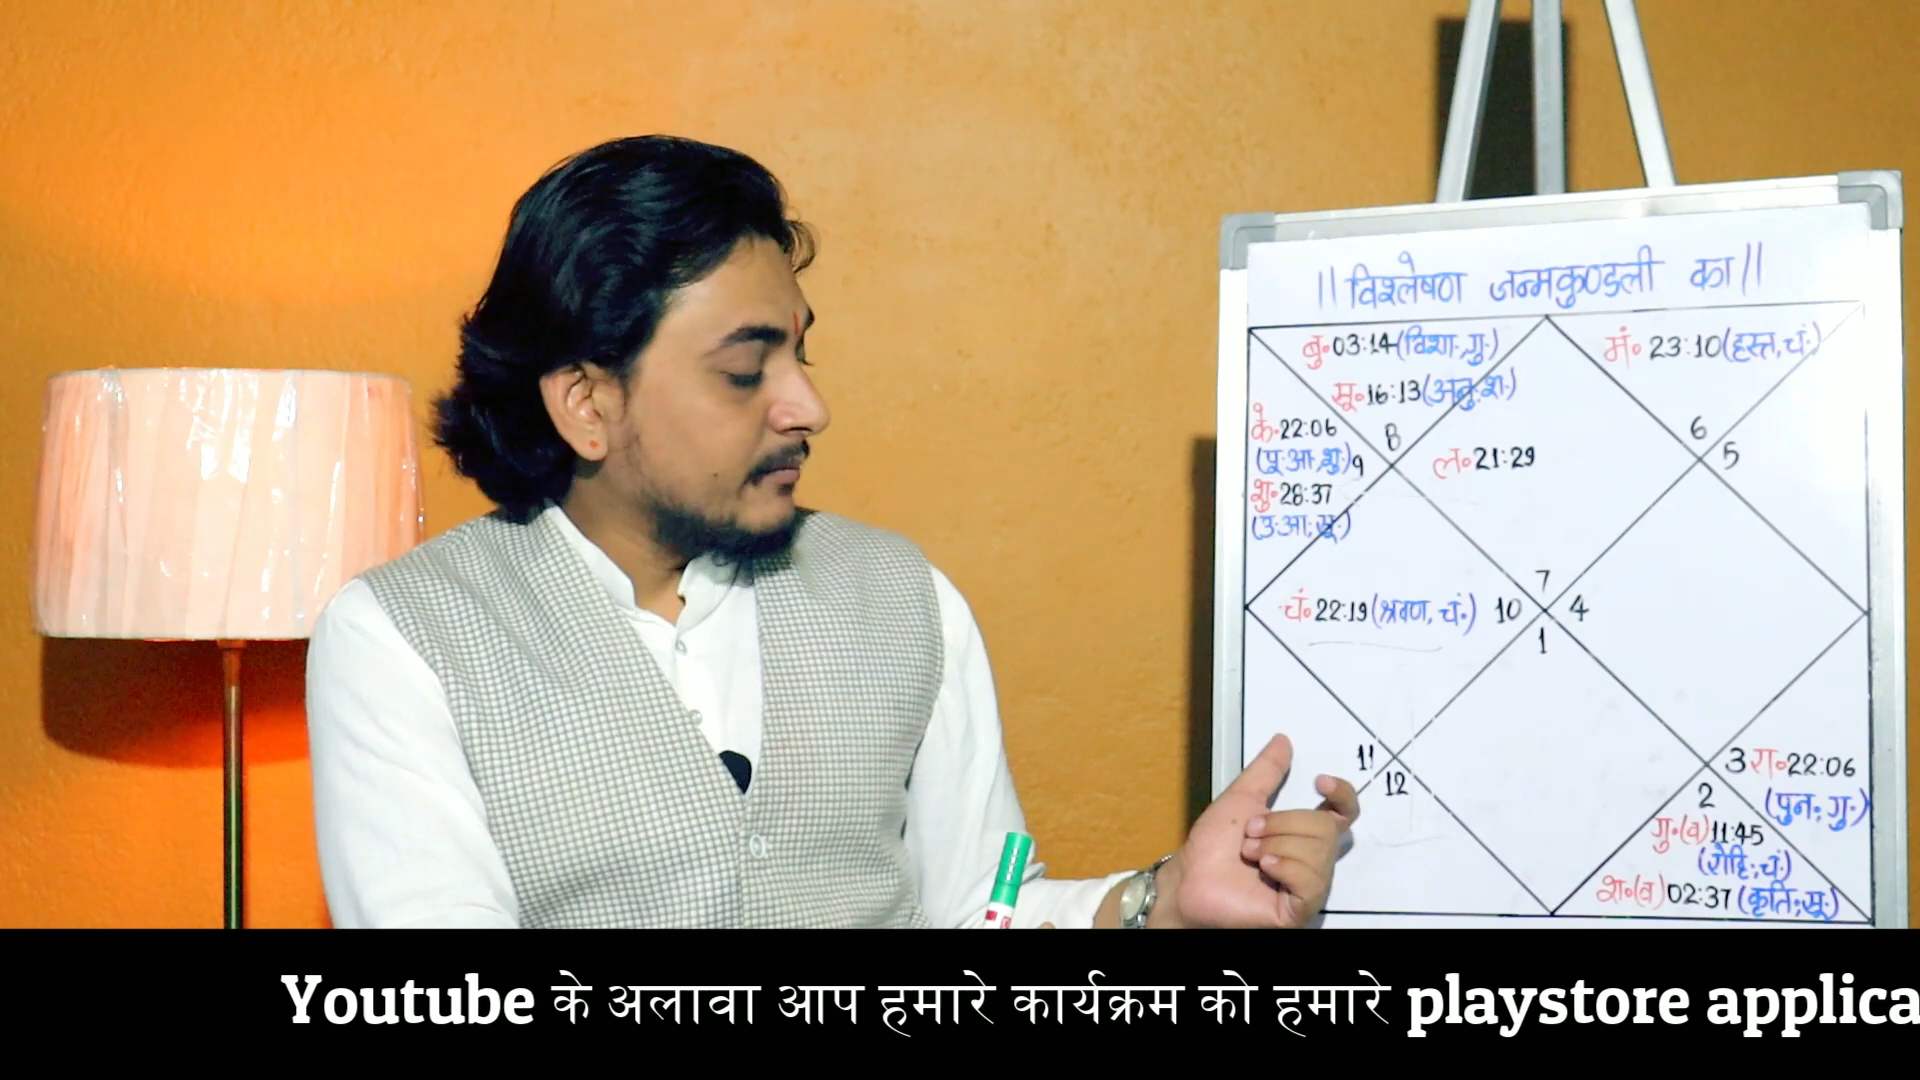 ||विश्लेषण जन्मकुण्डली का||
बु॰03:14(विशा,गु॰)
मं॰ 23:10(हस्त,चं॰)
सू॰16:13(अनु॰,श॰)
के॰22:06
8
6
(पू॰आ,शु॰)9
ल॰21:29
5
शु॰28:37
(उ॰आ॰,सू॰)
7
चं॰22:19(श्रवण, चं॰) 10
4
1
11
3 रा॰22:06
12
2
(पुन॰, गु॰)
गु॰(व)11:45
(रोहि॰,चं॰)
श॰(व)02:37(कृति॰,सू॰)
Youtube के अलावा आप हमारे कार्यक्रम को हमारे playstore applica